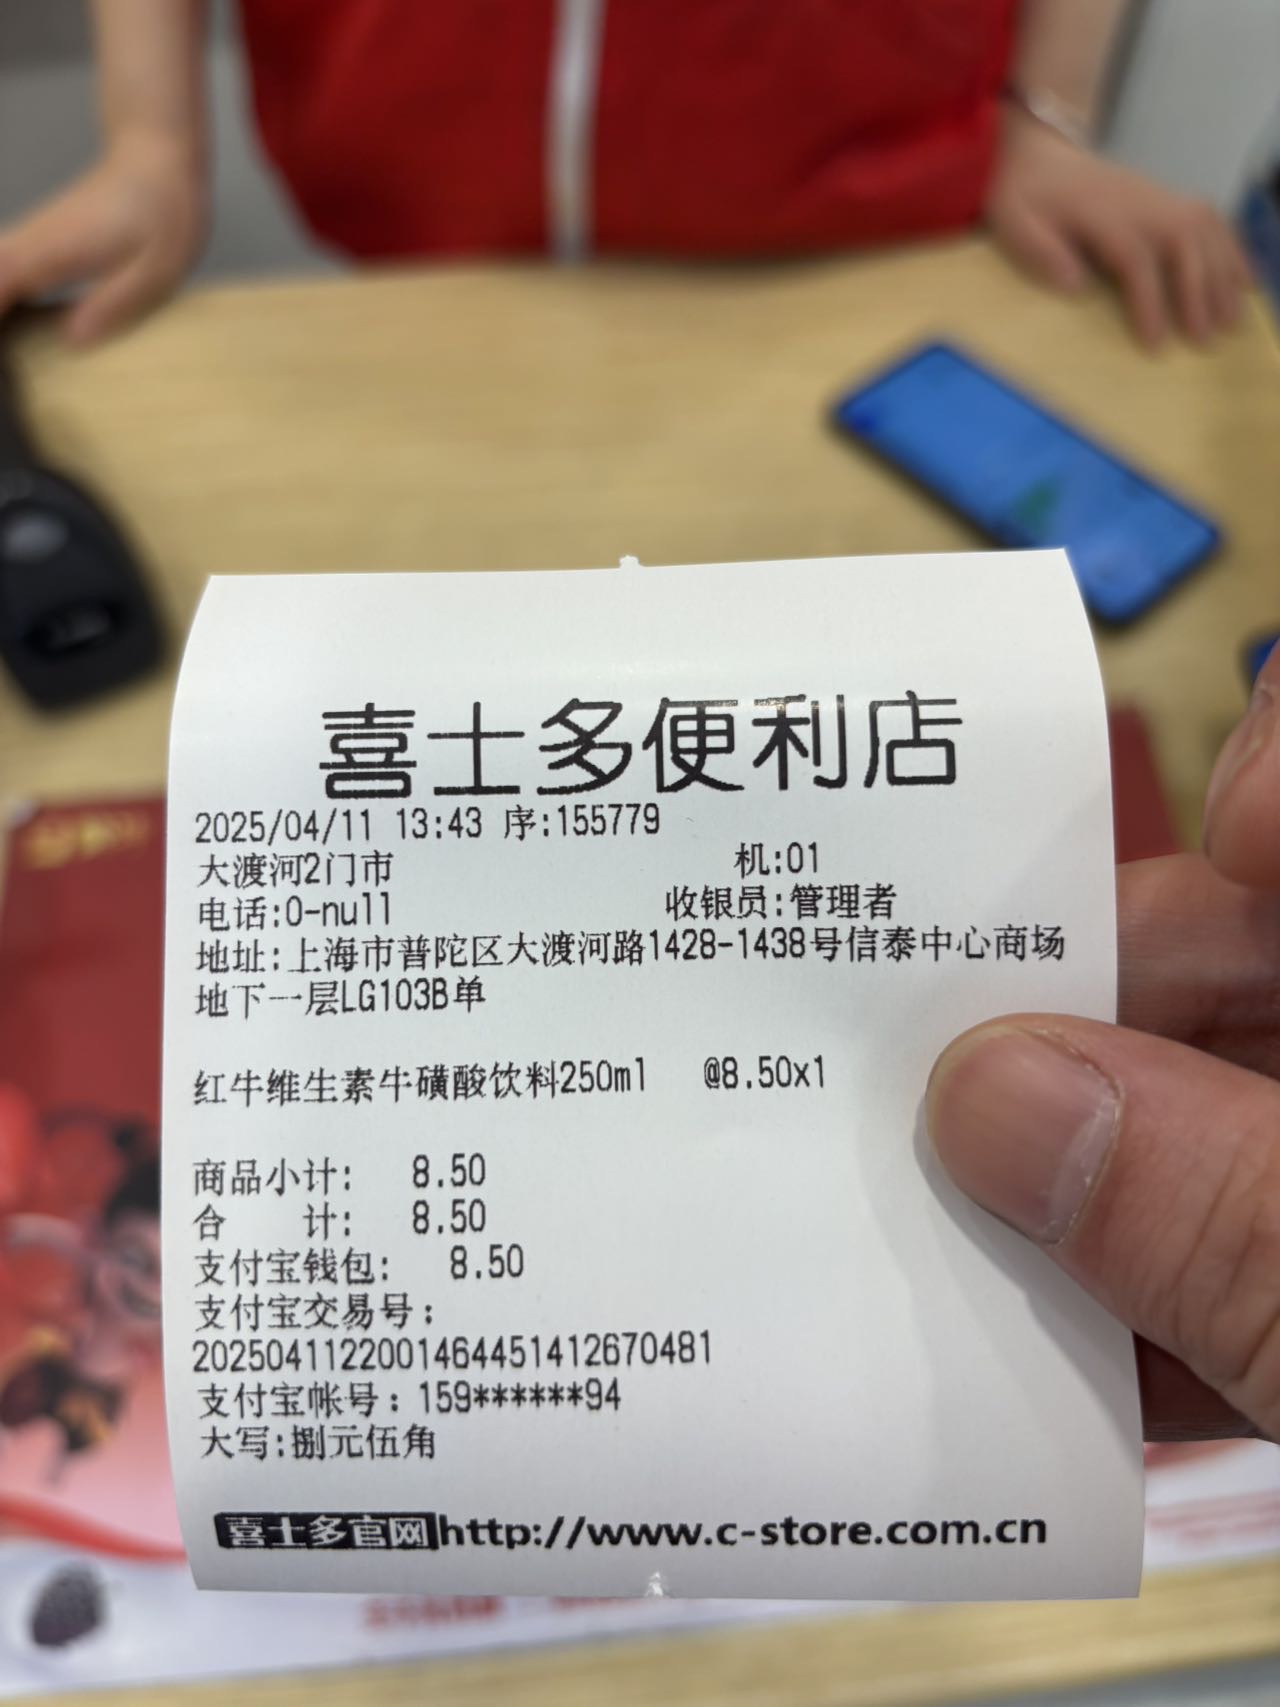 喜士多便利店
2025/04/11 13:43 序:155779
大渡河2门市 机:01
电话:0-null 收银员:管理者
地址:上海市普陀区大渡河路1428-1438号信泰中心商场
地下一层LG103B单
红牛维生素牛磺酸饮料250ml @8.50x1
商品小计: 8.50
合 计: 8.50
支付宝钱包: 8.50
支付宝交易号:
2025041122001464451412670481
支付宝帐号:159******94
大写:捌元伍角
喜士多官网http://www.c-store.com.cn